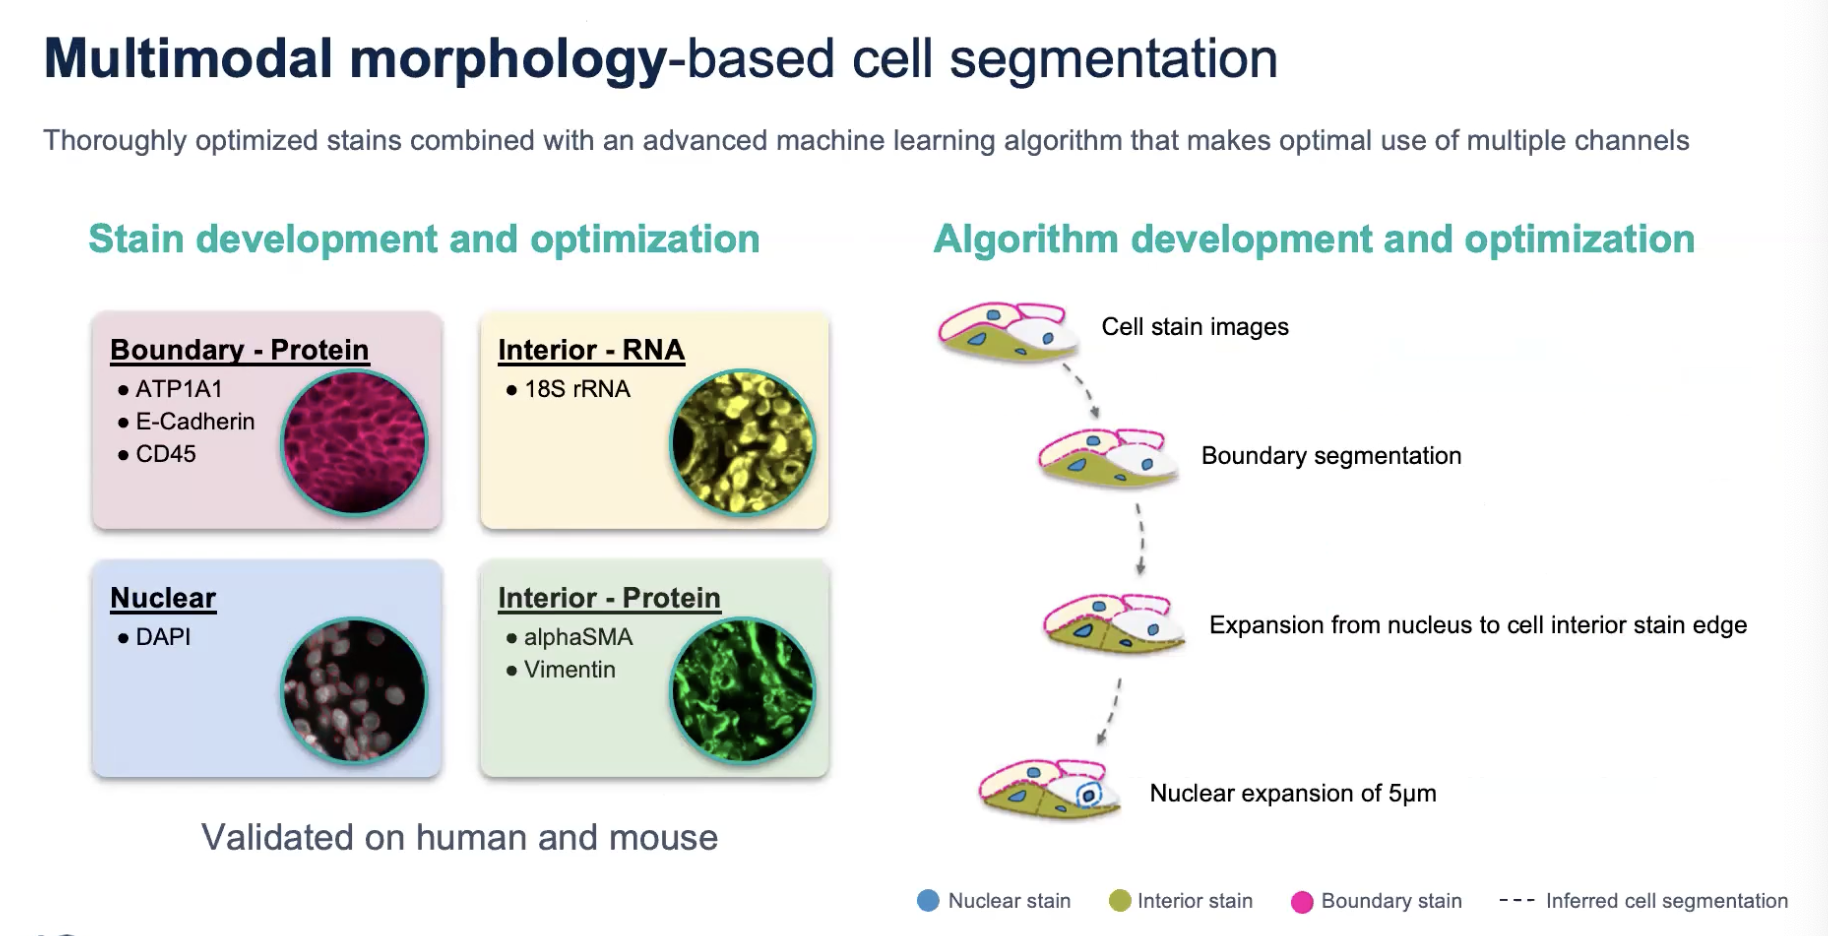 Multimodal morphology-based cell segmentation
Thoroughly optimized stains combined with an advanced machine learning algorithm that makes optimal use of multiple channels
Stain development and optimization
Boundary - Protein
● ATP1A1
● E-Cadherin
● CD45
Interior - RNA
● 18S rRNA
Nuclear
● DAPI
Interior - Protein
● alphaSMA
● Vimentin
Validated on human and mouse
Algorithm development and optimization
Cell stain images
Boundary segmentation
Expansion from nucleus to cell interior stain edge
Nuclear expansion of 5µm
Nuclear stain
Interior stain
Boundary stain
Inferred cell segmentation